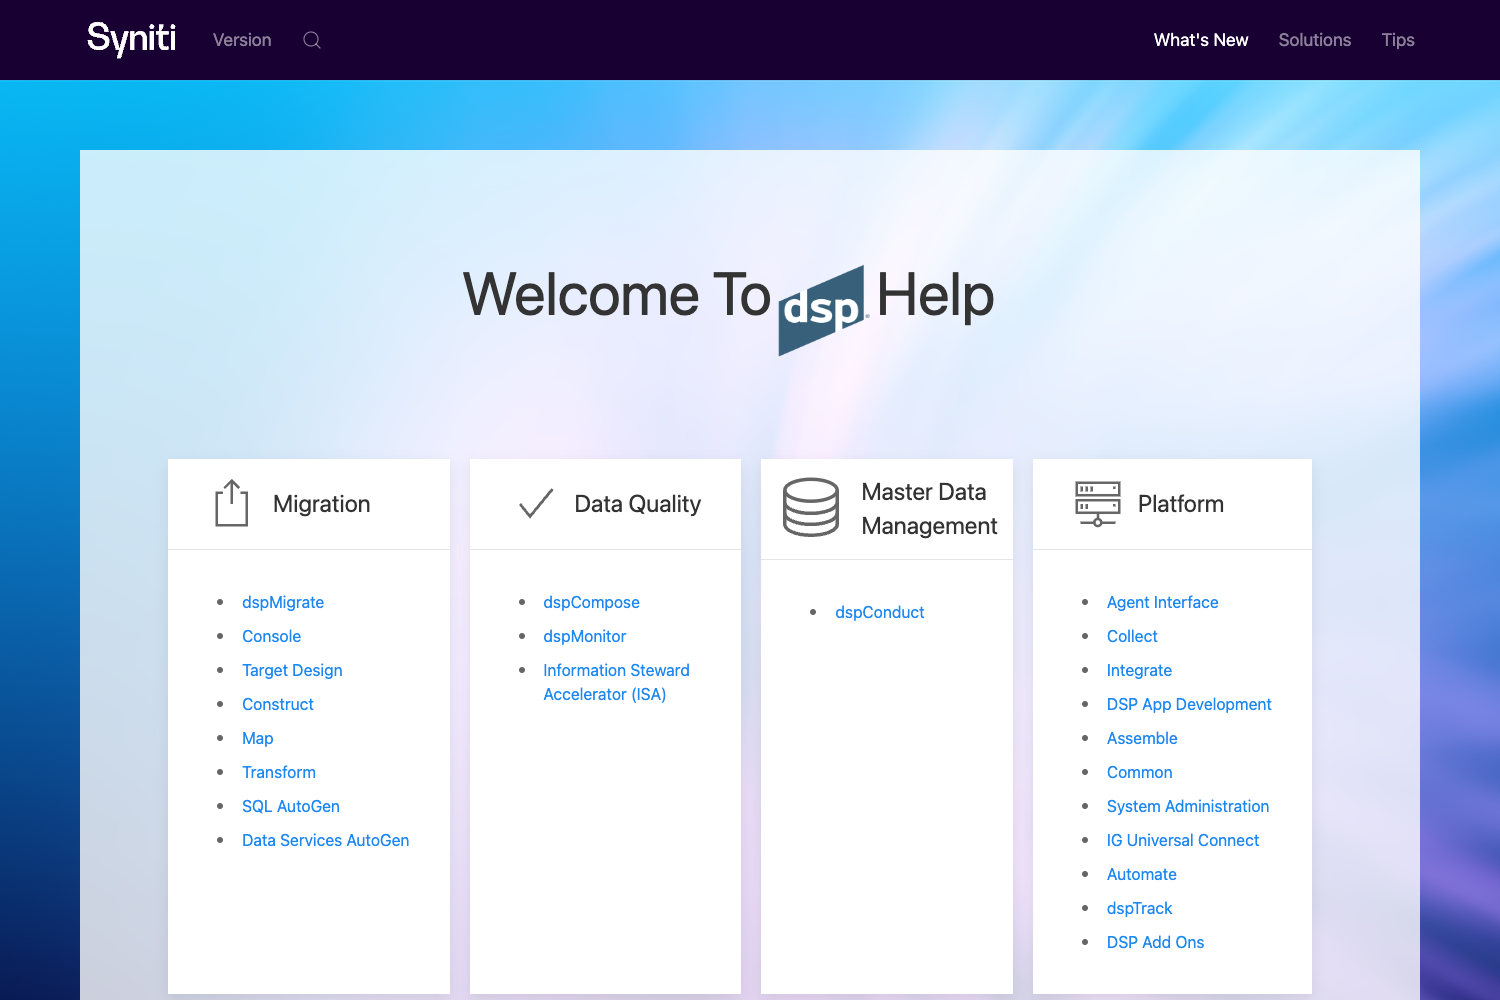 Syniti Version What's New Solutions Tips
Welcome To dsp Help
Migration
dspMigrate
Console
Target Design
Construct
Map
Transform
SQL AutoGen
Data Services AutoGen
Data Quality
dspCompose
dspMonitor
Information Steward
Accelerator (ISA)
Master Data
Management
dspConduct
Platform
Agent Interface
Collect
Integrate
DSP App Development
Assemble
Common
System Administration
IG Universal Connect
Automate
dspTrack
DSP Add Ons